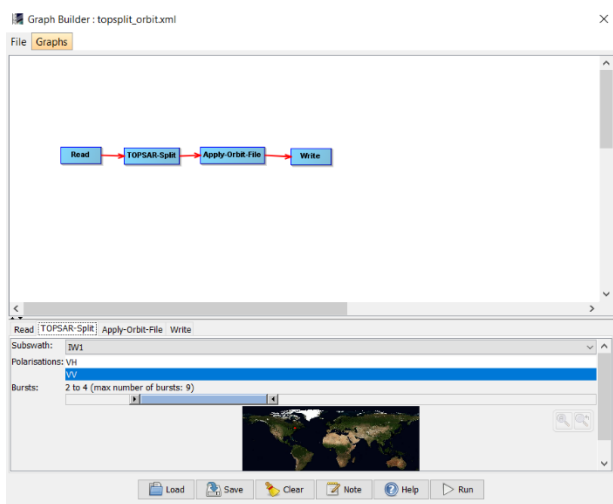 Graph Builder : topsplit_orbit.xml
File Graphs
Read TOPSAR-Split Apply-Orbit-File Write
Read TOPSAR-Split Apply-Orbit-File Write
Subswath: IW1
Polarisations: VH
VV
Bursts: 2 to 4 (max number of bursts: 9)
Load Save Clear Note Help Run